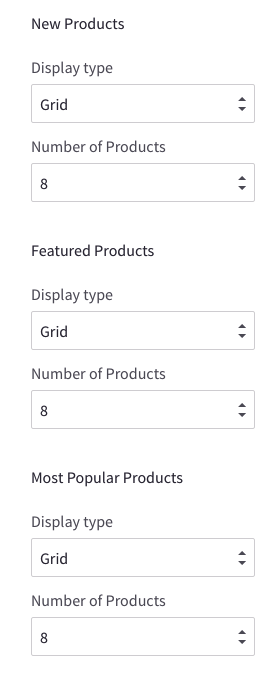 New Products
Display type
Grid
Number of Products
8
Featured Products
Display type
Grid
Number of Products
8
Most Popular Products
Display type
Grid
Number of Products
8